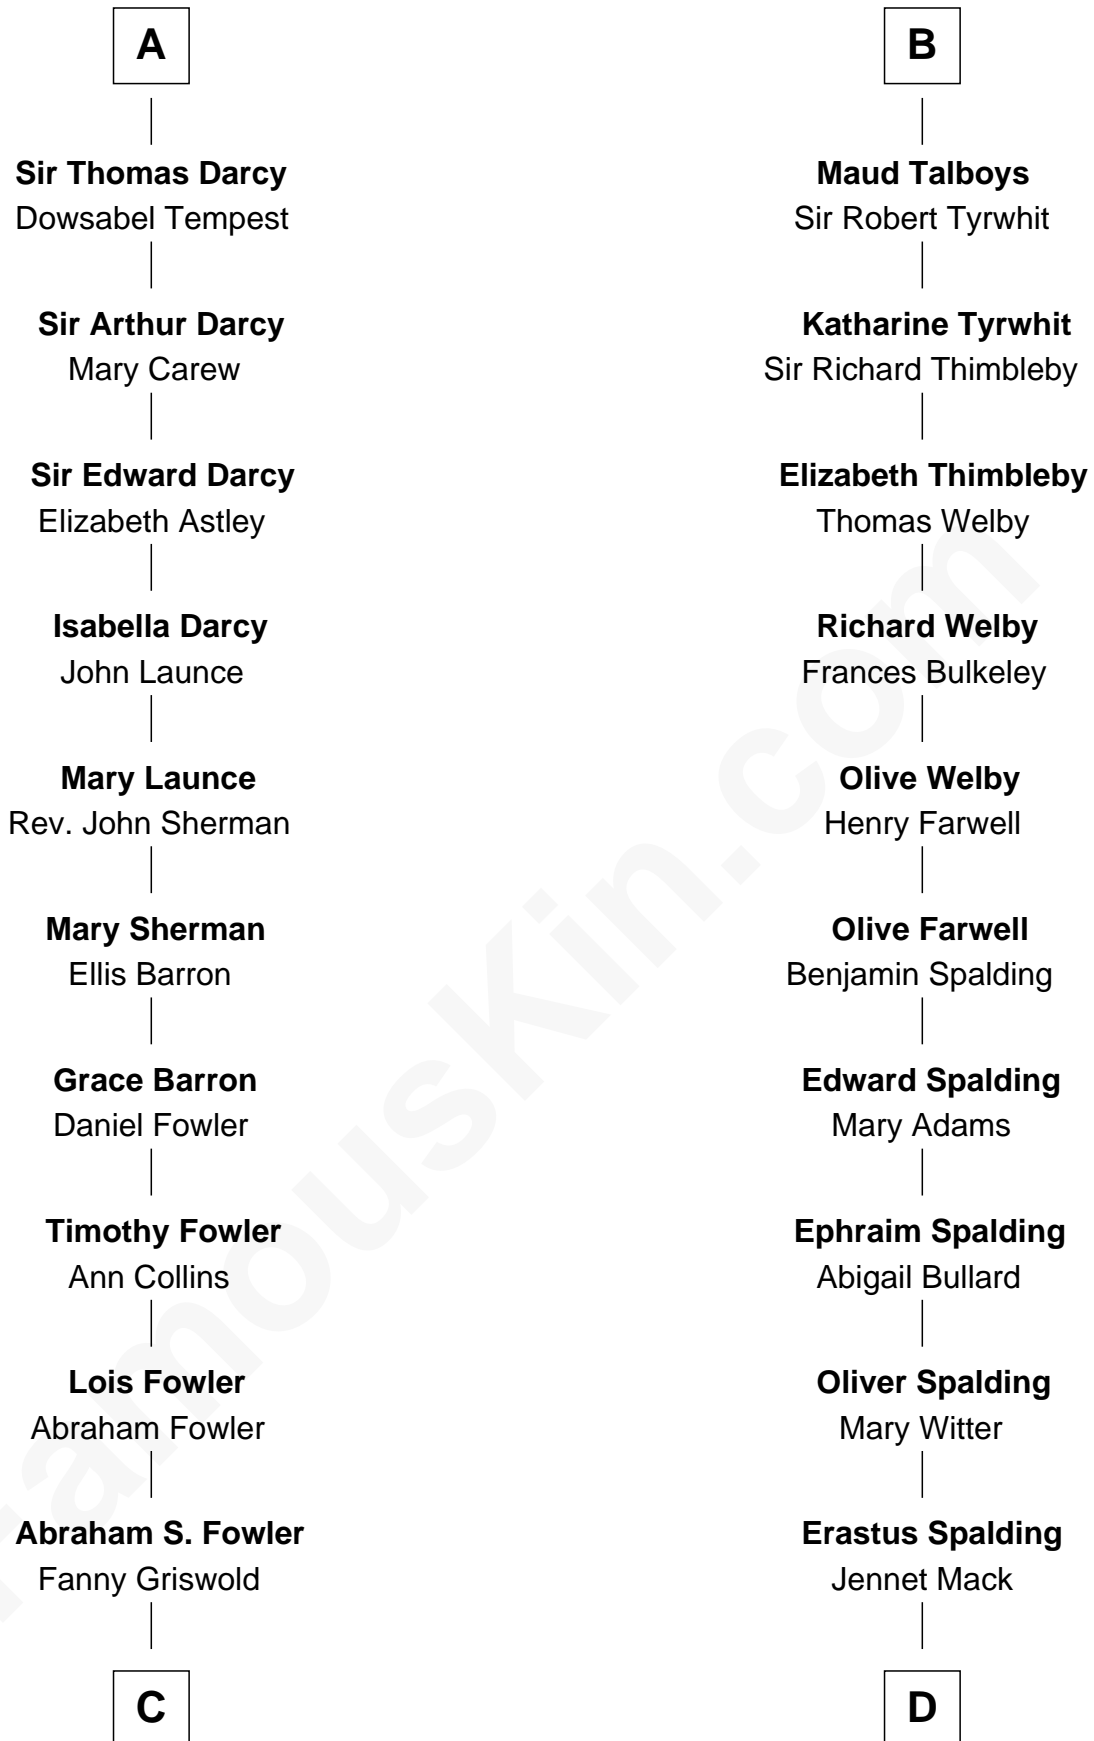 A
Sir Thomas Darcy
Dowsabel Tempest
Sir Arthur Darcy
Mary Carew
Sir Edward Darcy
Elizabeth Astley
Isabella Darcy
John Launce
Mary Launce
Rev. John Sherman
Mary Sherman
Ellis Barron
Grace Barron
Daniel Fowler
Timothy Fowler
Ann Collins
Lois Fowler
Abraham Fowler
Abraham S. Fowler
Fanny Griswold
C
B
Maud Talboys
Sir Robert Tyrwhit
Katharine Tyrwhit
Sir Richard Thimbleby
Elizabeth Thimbleby
Thomas Welby
Richard Welby
Frances Bulkeley
Olive Welby
Henry Farwell
Olive Farwell
Benjamin Spalding
Edward Spalding
Mary Adams
Ephraim Spalding
Abigail Bullard
Oliver Spalding
Mary Witter
Erastus Spalding
Jennet Mack
D
FamousKin.com